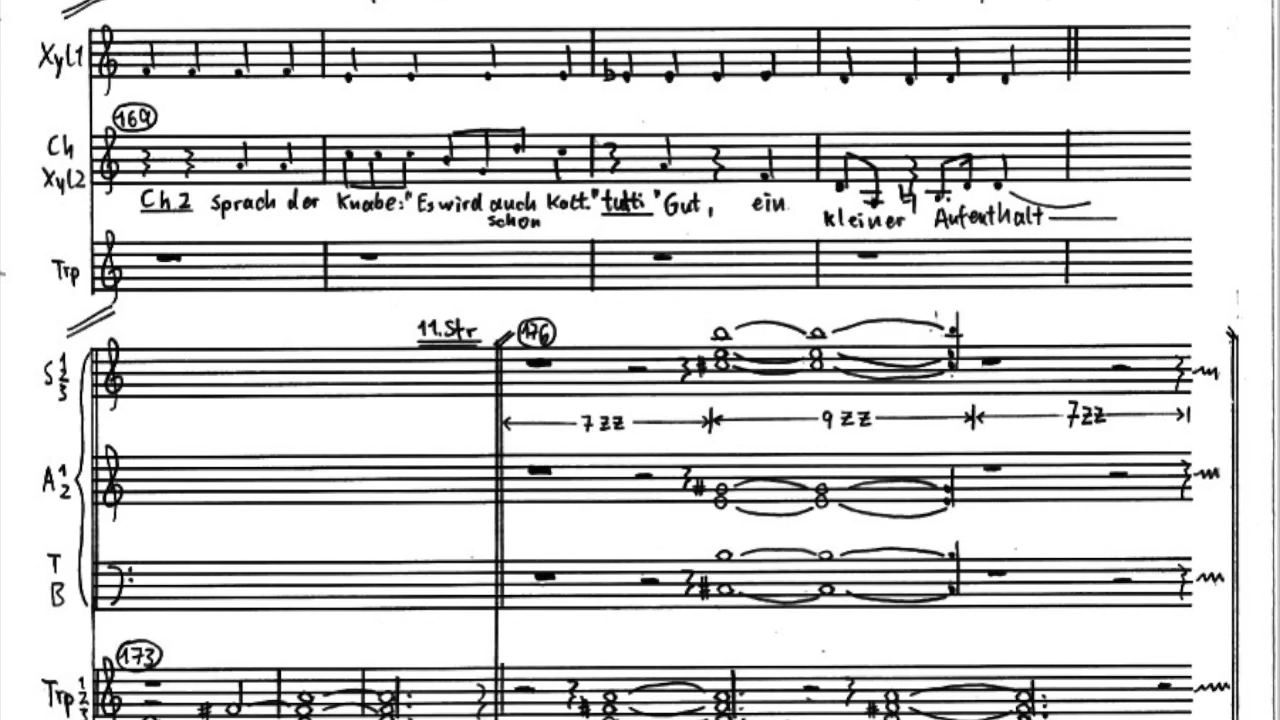 Xyl1
169
Ch
Xyl2
Ch.2 sprach der Knabe: "Es wird auch kalt." tutti "Gut, ein kleiner Aufenthalt
schon
Trp
11. Str 176
S 1 2 3
7 ZZ 9 ZZ 7 ZZ
A 1 2
T
B
173
Trp 1 2 3